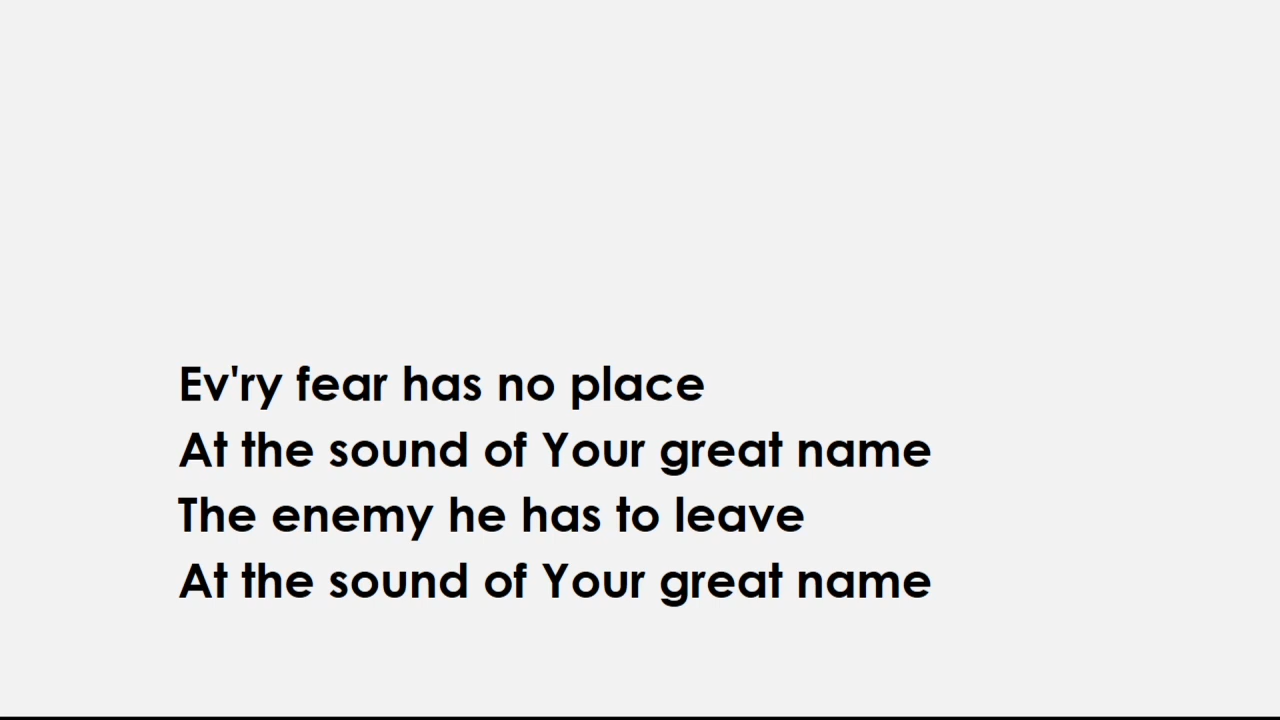 Ev'ry fear has no place
At the sound of Your great name
The enemy he has to leave
At the sound of Your great name